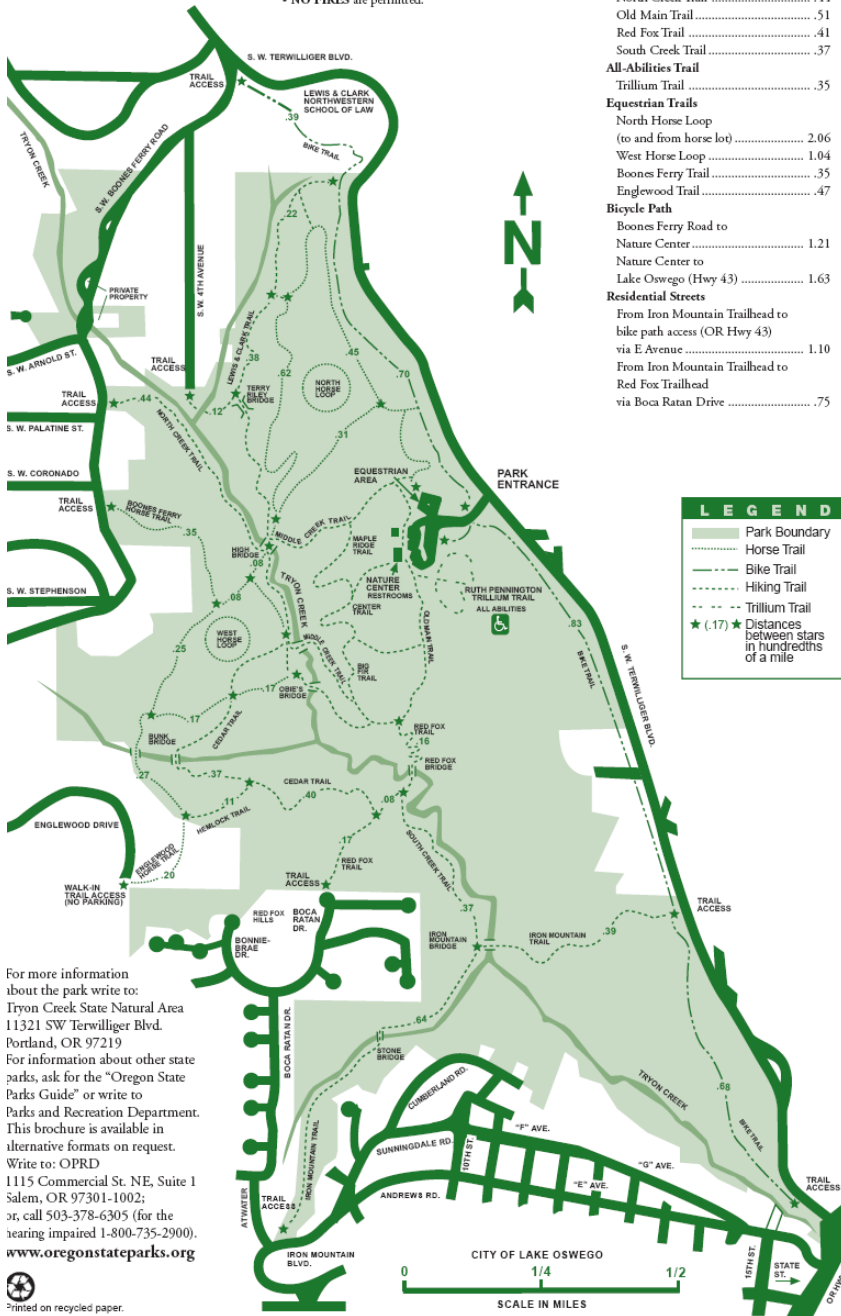 • NO FIRES are permitted.
Old Main Trail .51
Red Fox Trail .41
South Creek Trail .37
All-Abilities Trail
Trillium Trail .35
Equestrian Trails
North Horse Loop
(to and from horse lot) 2.06
West Horse Loop 1.04
Boones Ferry Trail .35
Englewood Trail .47
Bicycle Path
Boones Ferry Road to
Nature Center 1.21
Nature Center to
Lake Oswego (Hwy 43) 1.63
Residential Streets
From Iron Mountain Trailhead to
bike path access (OR Hwy 43)
via E Avenue 1.10
From Iron Mountain Trailhead to
Red Fox Trailhead
via Boca Ratan Drive .75
S. W. TERWILLIGER BLVD.
TRAIL
ACCESS
LEWIS & CLARK
NORTHWESTERN
SCHOOL OF LAW
.39
BIKE TRAIL
TRYON CREEK
S.W. BOONES FERRY ROAD
.22
N
S.W. 4TH AVENUE
PRIVATE
PROPERTY
LEWIS & CLARK TRAIL
.38
.62
.45
.70
S. W. ARNOLD ST.
TRAIL
ACCESS
NORTH
HORSE
LOOP
TERRY
RILEY
BRIDGE
.12
TRAIL
ACCESS
.44
NORTH CREEK TRAIL
S. W. PALATINE ST.
.31
S. W. CORONADO
EQUESTRIAN
AREA
PARK
ENTRANCE
TRAIL
ACCESS
BOONES FERRY
HORSE TRAIL
.35
MIDDLE CREEK TRAIL
MAPLE
RIDGE
TRAIL
HIGH
BRIDGE
.08
TRYON CREEK
NATURE
CENTER
RESTROOMS
S. W. STEPHENSON
.08
CENTER
TRAIL
RUTH PENNINGTON
TRILLIUM TRAIL
ALL ABILITIES
OLD MAIN TRAIL
.83
BIKE TRAIL
S. W. TERWILLIGER BLVD.
WEST
HORSE
LOOP
.25
MIDDLE CREEK TRAIL
BIG
FIR
TRAIL
.17
OBIE'S
BRIDGE
.17
CEDAR TRAIL
BUNK
BRIDGE
RED FOX
TRAIL
.16
RED FOX
BRIDGE
.27
.37
CEDAR TRAIL
.40
.08
.11
HEMLOCK TRAIL
ENGLEWOOD DRIVE
ENGLEWOOD
HORSE TRAIL
.20
.17
RED FOX
TRAIL
SOUTH CREEK TRAIL
.37
WALK-IN
TRAIL ACCESS
(NO PARKING)
TRAIL
ACCESS
TRAIL
ACCESS
RED FOX
HILLS
BOCA
RATAN
DR.
BONNIE-
BRAE
DR.
IRON
MOUNTAIN
BRIDGE
IRON MOUNTAIN
TRAIL
.39
BOCA RATAN DR.
.64
STONE
BRIDGE
TRYON CREEK
.68
BIKE TRAIL
CUMBERLAND RD.
IRON MOUNTAIN TRAIL
SUNNINGDALE RD.
10TH ST.
"F" AVE.
"G" AVE.
"E" AVE.
ANDREWS RD.
ATWATER
TRAIL
ACCESS
TRAIL
ACCESS
IRON MOUNTAIN
BLVD.
CITY OF LAKE OSWEGO
15TH ST.
STATE
ST.
0 1/4 1/2
SCALE IN MILES
LEGEND
Park Boundary
Horse Trail
Bike Trail
Hiking Trail
Trillium Trail
★ (.17) ★ Distances
between stars
in hundredths
of a mile
For more information
about the park write to:
Tryon Creek State Natural Area
11321 SW Terwilliger Blvd.
Portland, OR 97219
For information about other state
parks, ask for the “Oregon State
Parks Guide” or write to
Parks and Recreation Department.
This brochure is available in
alternative formats on request.
Write to: OPRD
1115 Commercial St. NE, Suite 1
Salem, OR 97301-1002;
or, call 503-378-6305 (for the
hearing impaired 1-800-735-2900).
www.oregonstateparks.org
Printed on recycled paper.